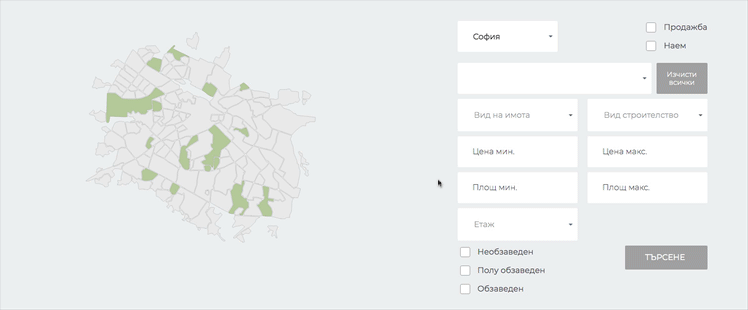 София
Продажба
Наем
Изчисти
всички
Вид на имота
Вид строителство
Цена мин.
Цена макс.
Площ мин.
Площ макс.
Етаж
Необзаведен
Полу обзаведен
Обзаведен
ТЪРСЕНЕ